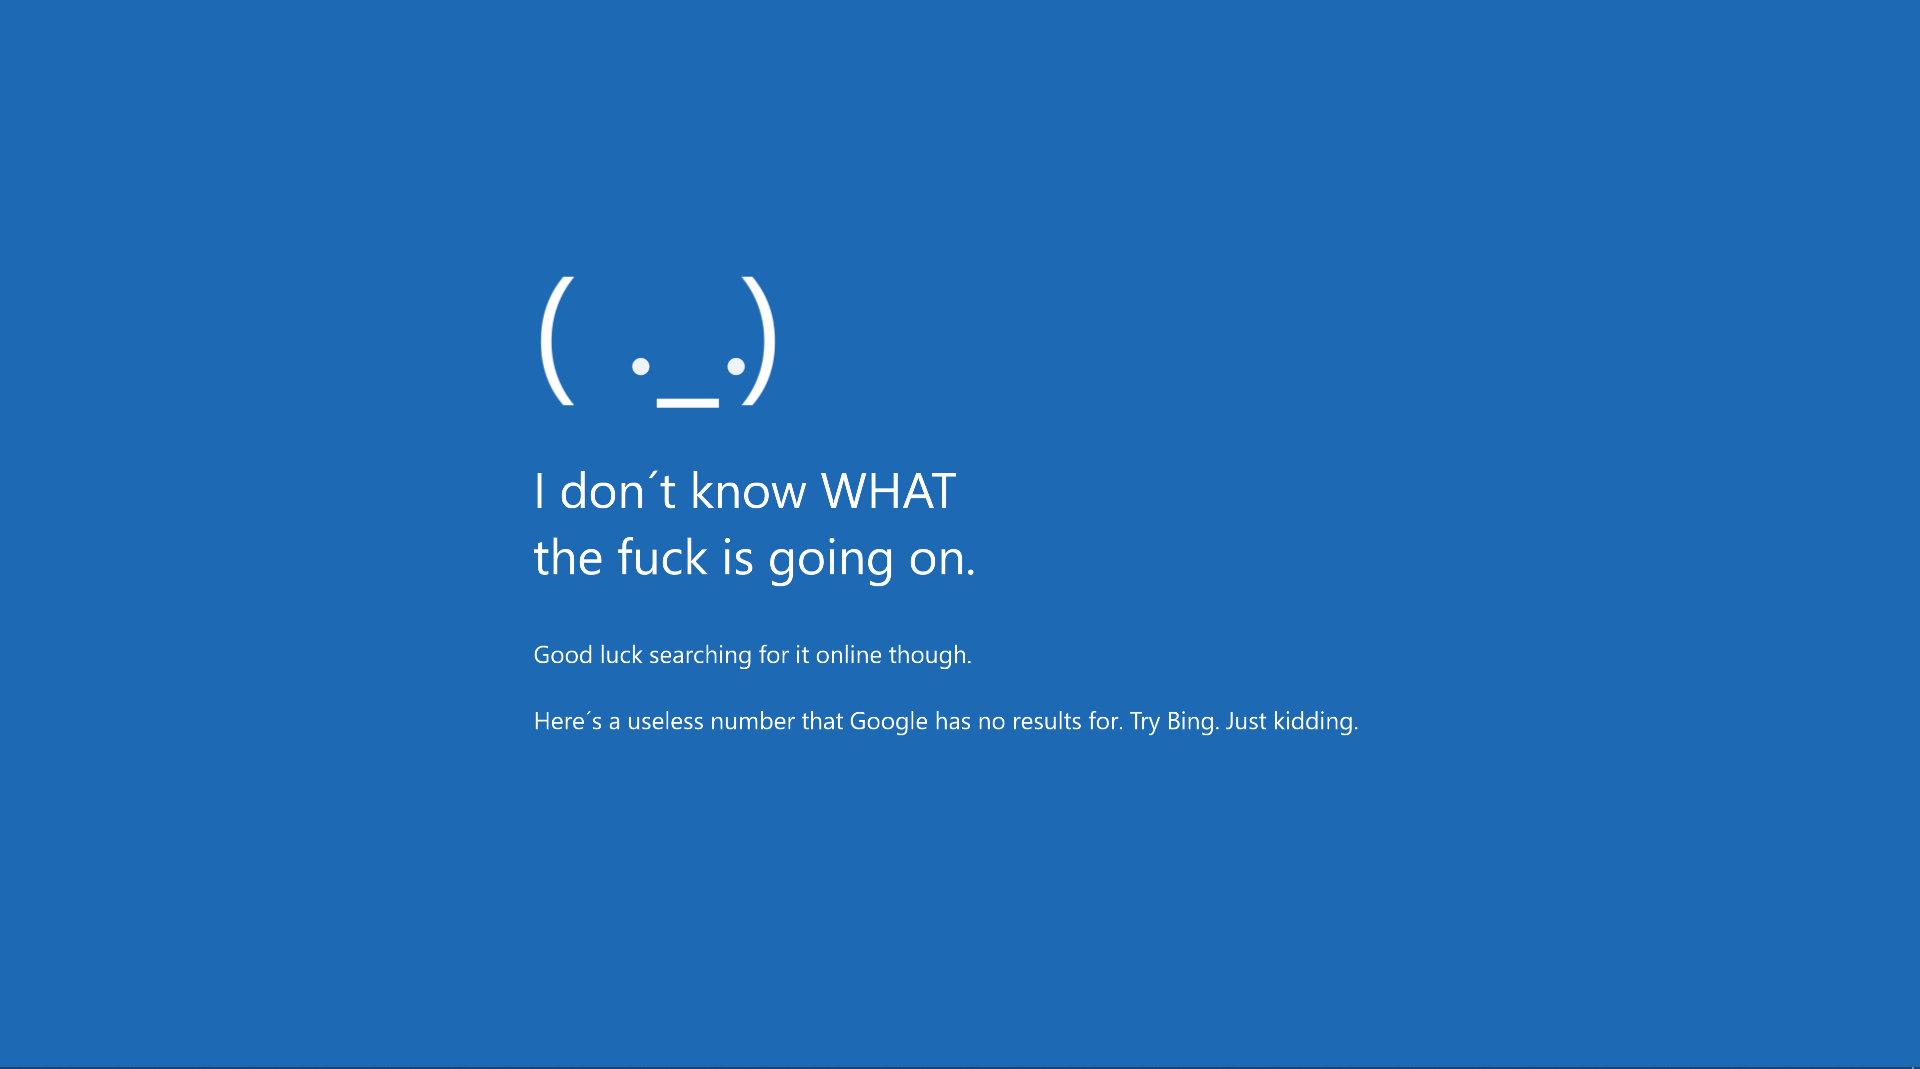 ( ._.)
I don´t know WHAT
the fuck is going on.
Good luck searching for it online though.
Here´s a useless number that Google has no results for. Try Bing. Just kidding.